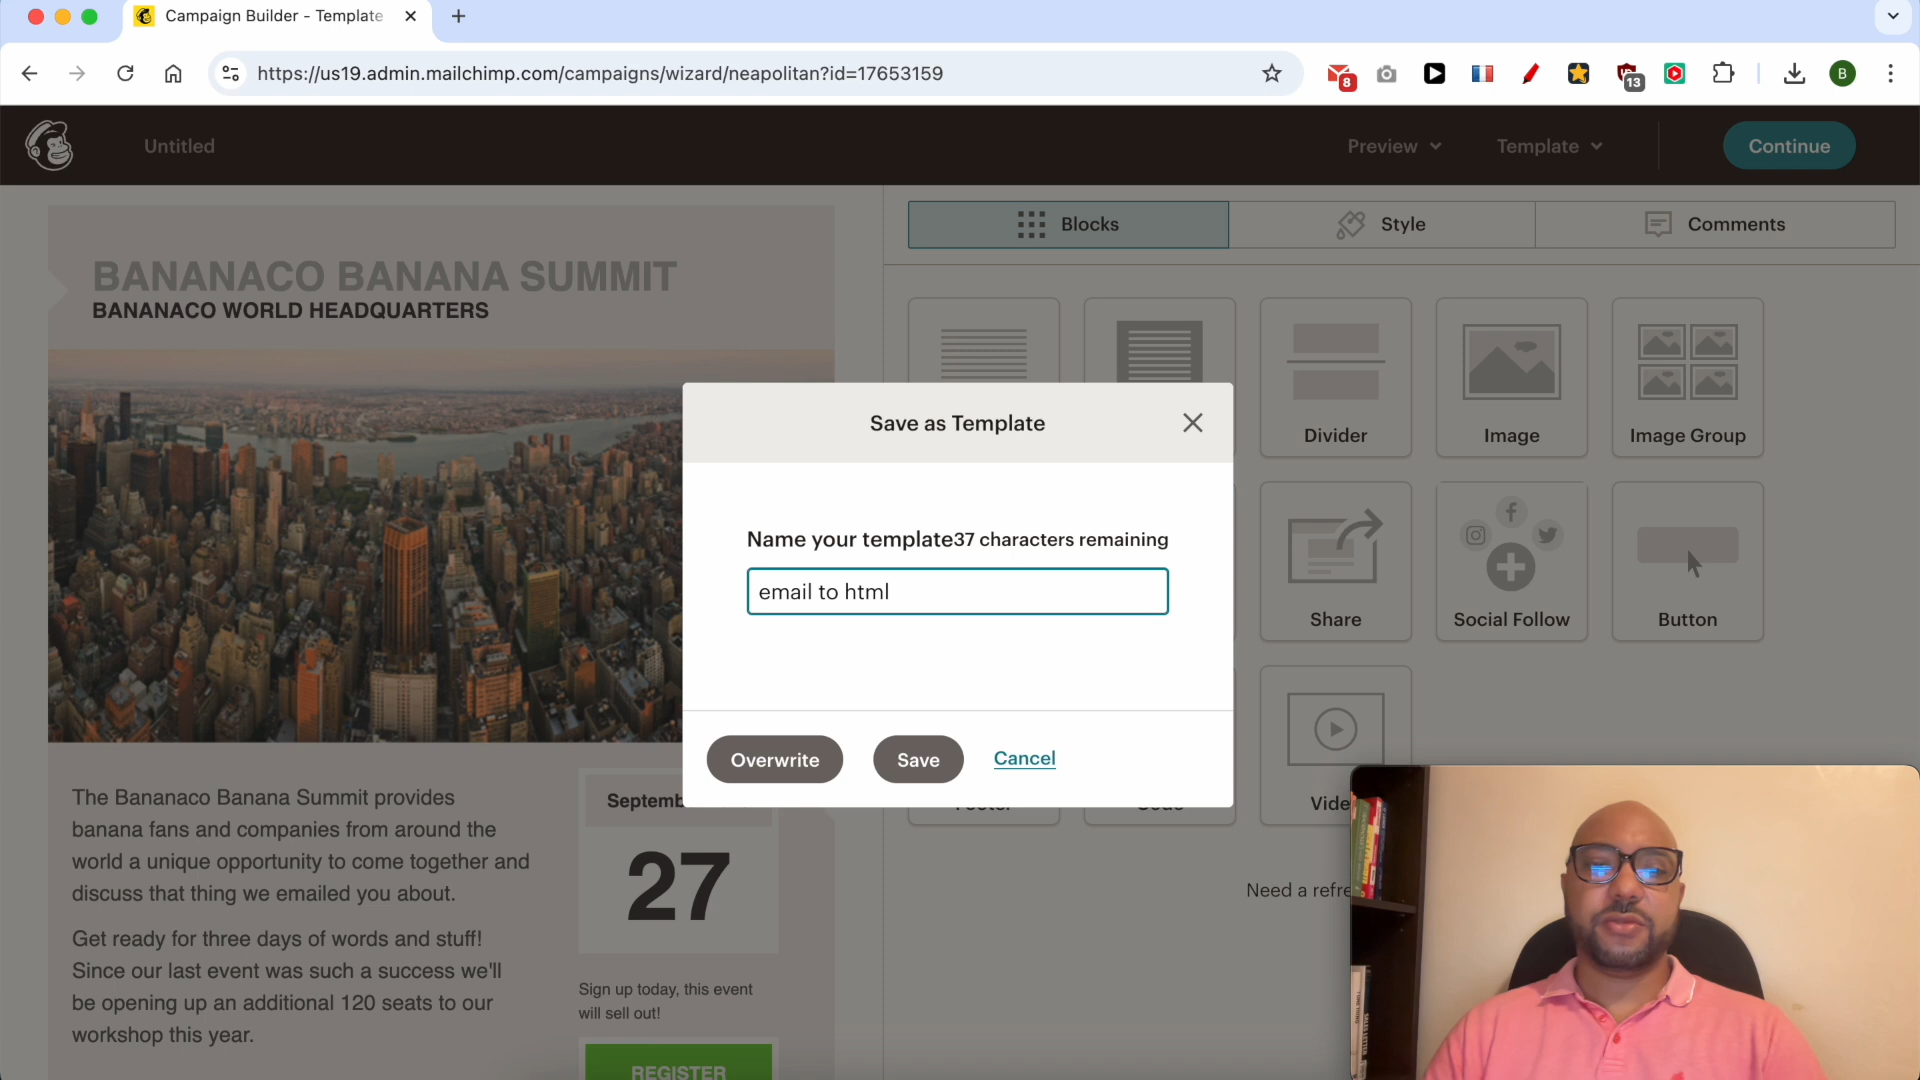 Campaign Builder - Template
https://us19.admin.mailchimp.com/campaigns/wizard/neapolitan?id=17653159
8
13
B
Untitled
Preview
Template
Continue
Blocks
Style
Comments
BANANACO BANANA SUMMIT
BANANACO WORLD HEADQUARTERS
Divider
Image
Image Group
Save as Template
Name your template37 characters remaining
email to html
Share
Social Follow
Button
Overwrite
Save
Cancel
The Bananaco Banana Summit provides
banana fans and companies from around the
world a unique opportunity to come together and
discuss that thing we emailed you about.
Septemb
27
Footer
Code
Vide
Need a refre
Get ready for three days of words and stuff!
Since our last event was such a success we'll
be opening up an additional 120 seats to our
workshop this year.
Sign up today, this event
will sell out!
REGISTER